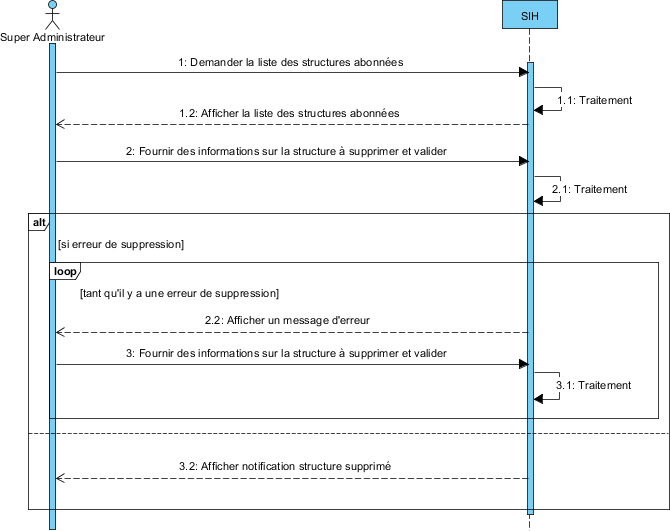 Super Administrateur
SIH
1: Demander la liste des structures abonnées
1.1: Traitement
1.2: Afficher la liste des structures abonnées
2: Fournir des informations sur la structure à supprimer et valider
2.1: Traitement
alt
[si erreur de suppression]
loop
[tant qu'il y a une erreur de suppression]
2.2: Afficher un message d'erreur
3: Fournir des informations sur la structure à supprimer et valider
3.1: Traitement
3.2: Afficher notification structure supprimé